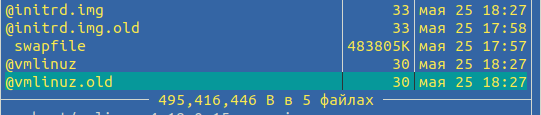 @initrd.img 33 мая 25 18:27
@initrd.img.old 33 мая 25 17:58
swapfile 483805K мая 25 17:57
@vmlinuz 30 мая 25 18:27
@vmlinuz.old 30 мая 25 18:27
495,416,446 B в 5 файлах